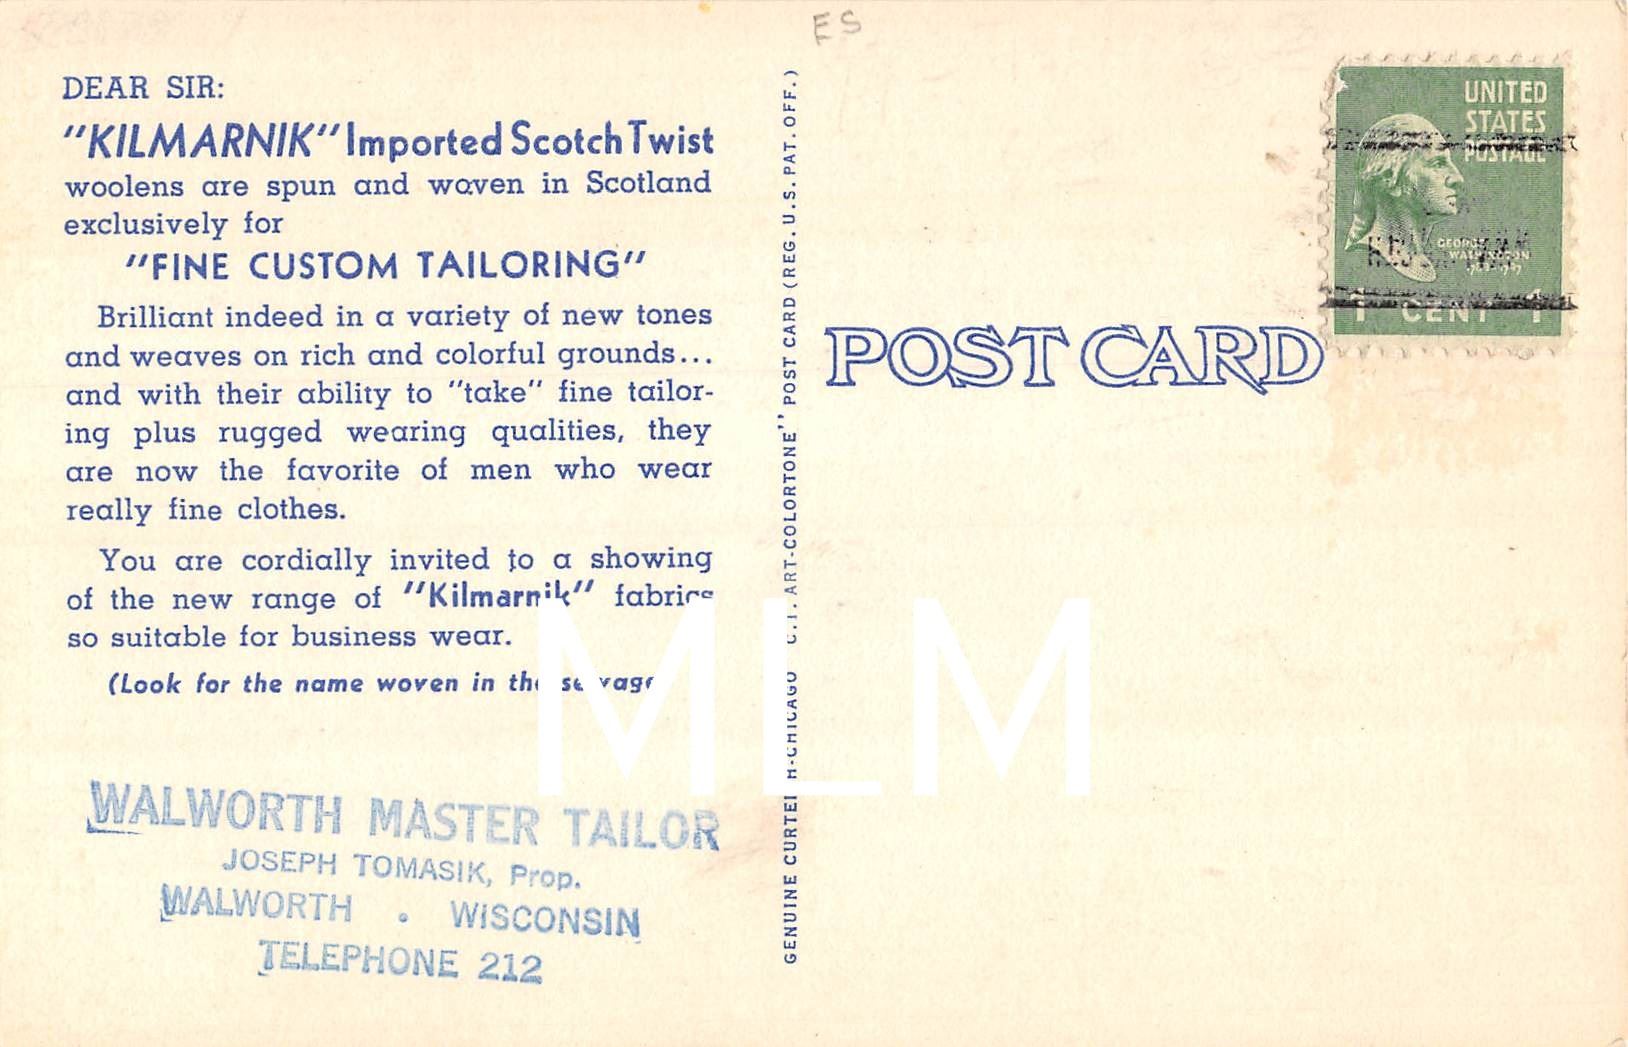 ES
DEAR SIR:
"KILMARNIK" Imported Scotch Twist
woolens are spun and woven in Scotland
exclusively for
"FINE CUSTOM TAILORING"
Brilliant indeed in a variety of new tones
and weaves on rich and colorful grounds...
and with their ability to "take" fine tailor-
ing plus rugged wearing qualities, they
are now the favorite of men who wear
really fine clothes.
You are cordially invited to a showing
of the new range of "Kilmarnik" fabrics
so suitable for business wear.
(Look for the name woven in the selvage
WALWORTH MASTER TAILOR
JOSEPH TOMASIK, Prop.
WALWORTH . WISCONSIN
TELEPHONE 212
GENUINE CURTEICH-CHICAGO C.T. ART-COLORTONE" POST CARD (REG. U.S. PAT. OFF.)
POST CARD
UNITED
STATES
POSTAGE
GEORGE
WASHINGTON
1 CENT 1
MLM